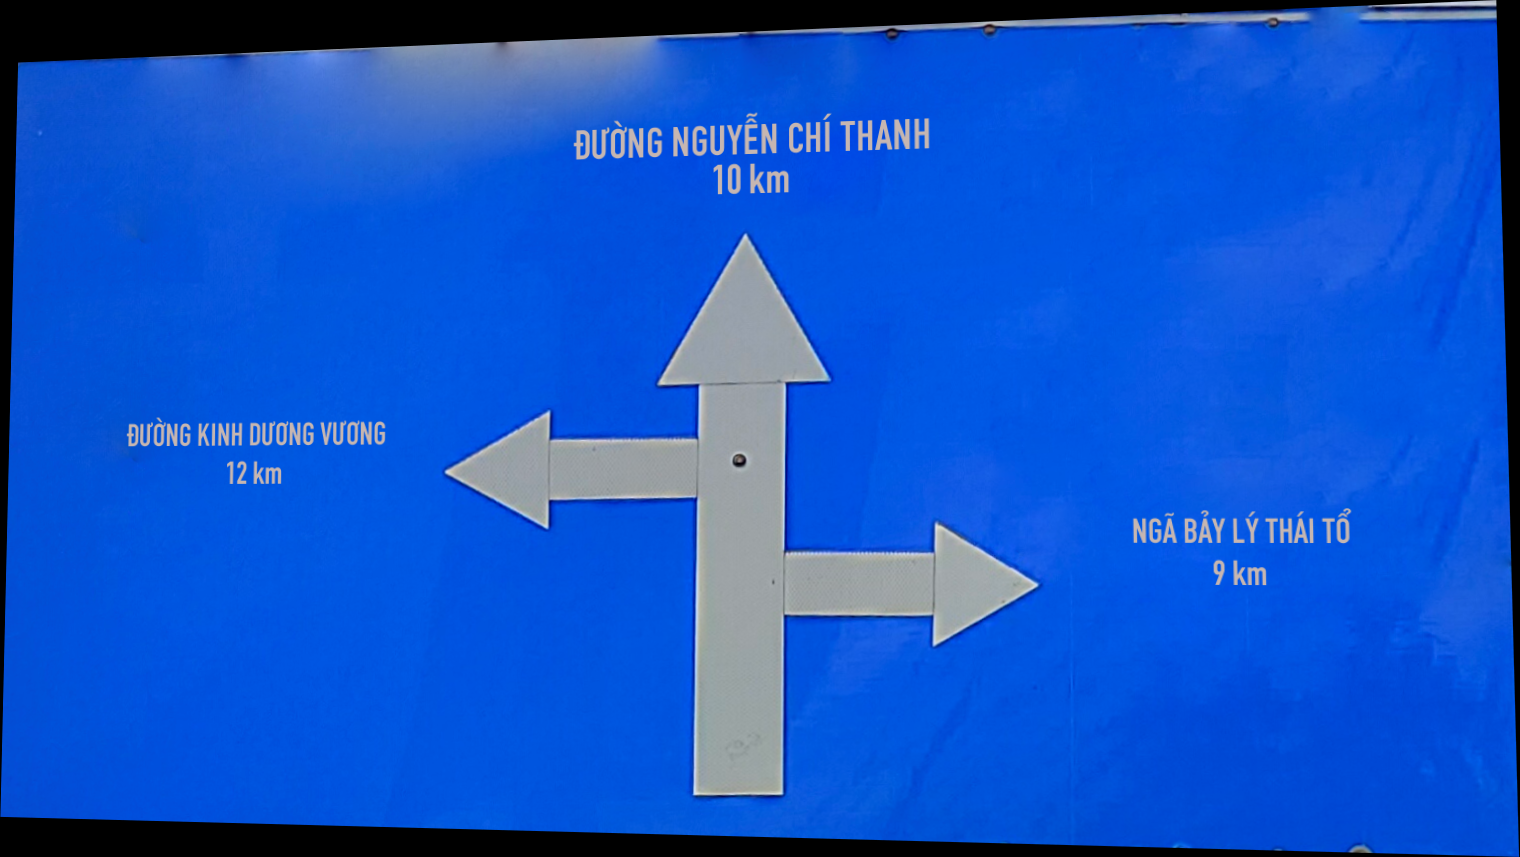 ĐƯỜNG NGUYỄN CHÍ THANH
10 km
ĐƯỜNG KINH DƯƠNG VƯƠNG
12 km
NGÃ BẢY LÝ THÁI TỔ
9 km